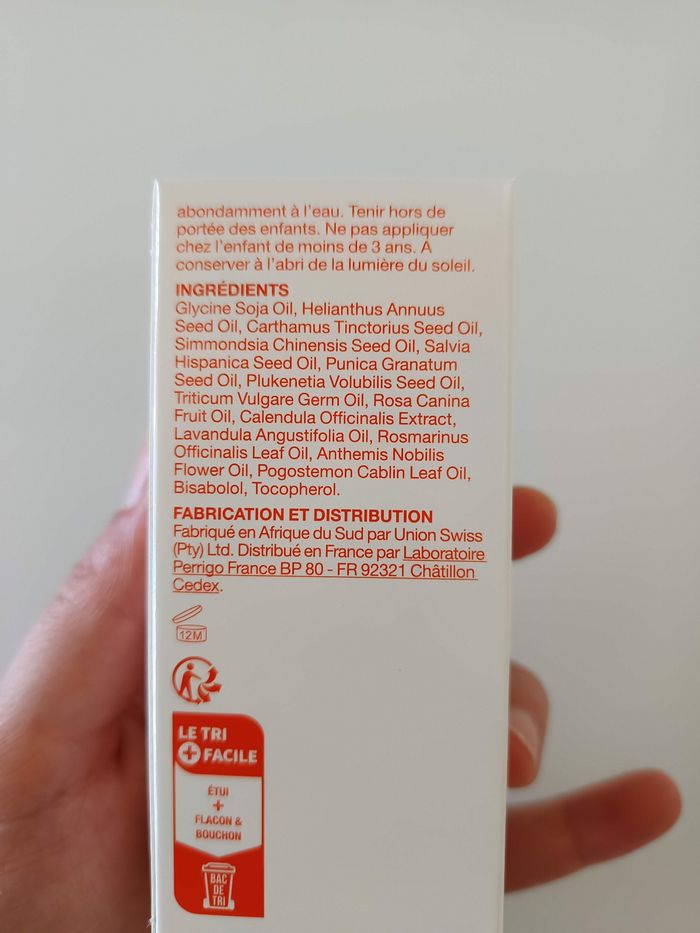 abondamment à l'eau. Tenir hors de
portée des enfants. Ne pas appliquer
chez l'enfant de moins de 3 ans. A
conserver à l'abri de la lumière du soleil.
INGRÉDIENTS
Glycine Soja Oil, Helianthus Annuus
Seed Oil, Carthamus Tinctorius Seed Oil,
Simmondsia Chinensis Seed Oil, Salvia
Hispanica Seed Oil, Punica Granatum
Seed Oil, Plukenetia Volubilis Seed Oil,
Triticum Vulgare Germ Oil, Rosa Canina
Fruit Oil, Calendula Officinalis Extract,
Lavandula Angustifolia Oil, Rosmarinus
Officinalis Leaf Oil, Anthemis Nobilis
Flower Oil, Pogostemon Cablin Leaf Oil,
Bisabolol, Tocopherol.
FABRICATION ET DISTRIBUTION
Fabriqué en Afrique du Sud par Union Swiss
(Pty) Ltd. Distribué en France par Laboratoire
Perrigo France BP 80 - FR 92321 Châtillon
Cedex.
12M
LE TRI
+ FACILE
ÉTUI
+
FLACON &
BOUCHON
BAC
DE
TRI